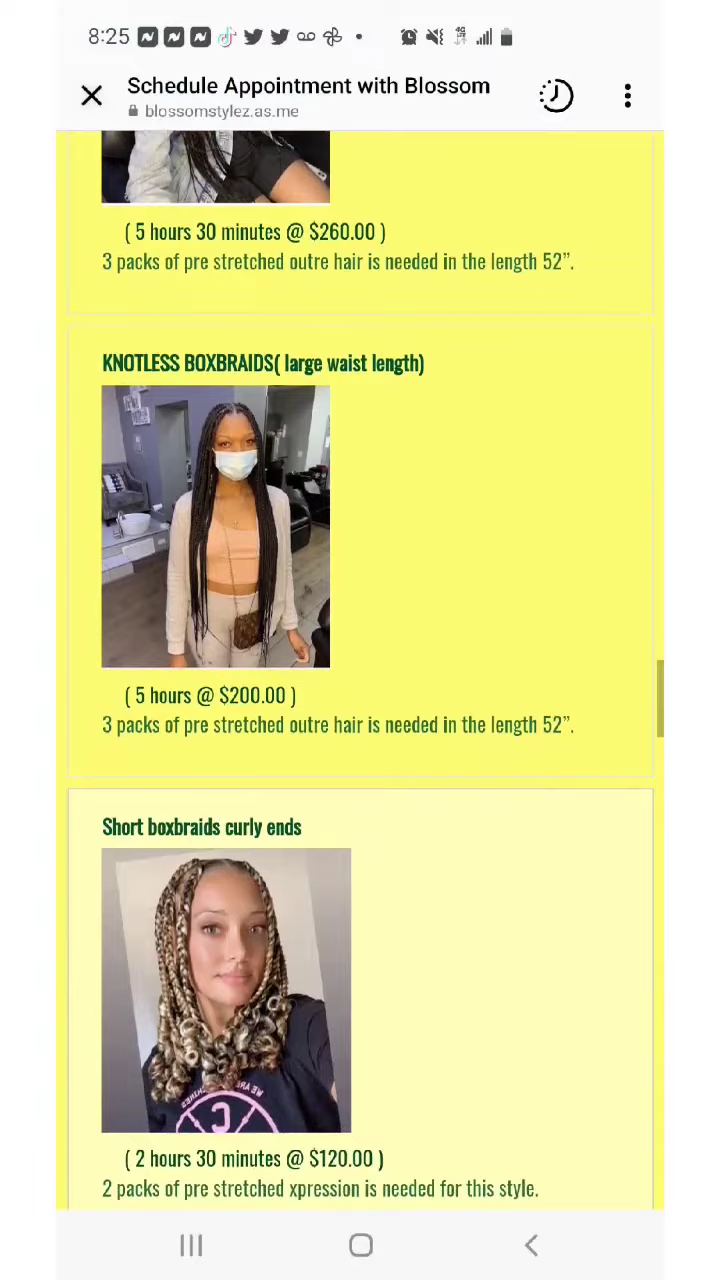 8:25
4G
Schedule Appointment with Blossom
blossomstylez.as.me
( 5 hours 30 minutes @ $260.00 )
3 packs of pre stretched outre hair is needed in the length 52”.
KNOTLESS BOXBRAIDS( large waist length)
( 5 hours @ $200.00 )
3 packs of pre stretched outre hair is needed in the length 52”.
Short boxbraids curly ends
WE ARE
C
( 2 hours 30 minutes @ $120.00 )
2 packs of pre stretched xpression is needed for this style.